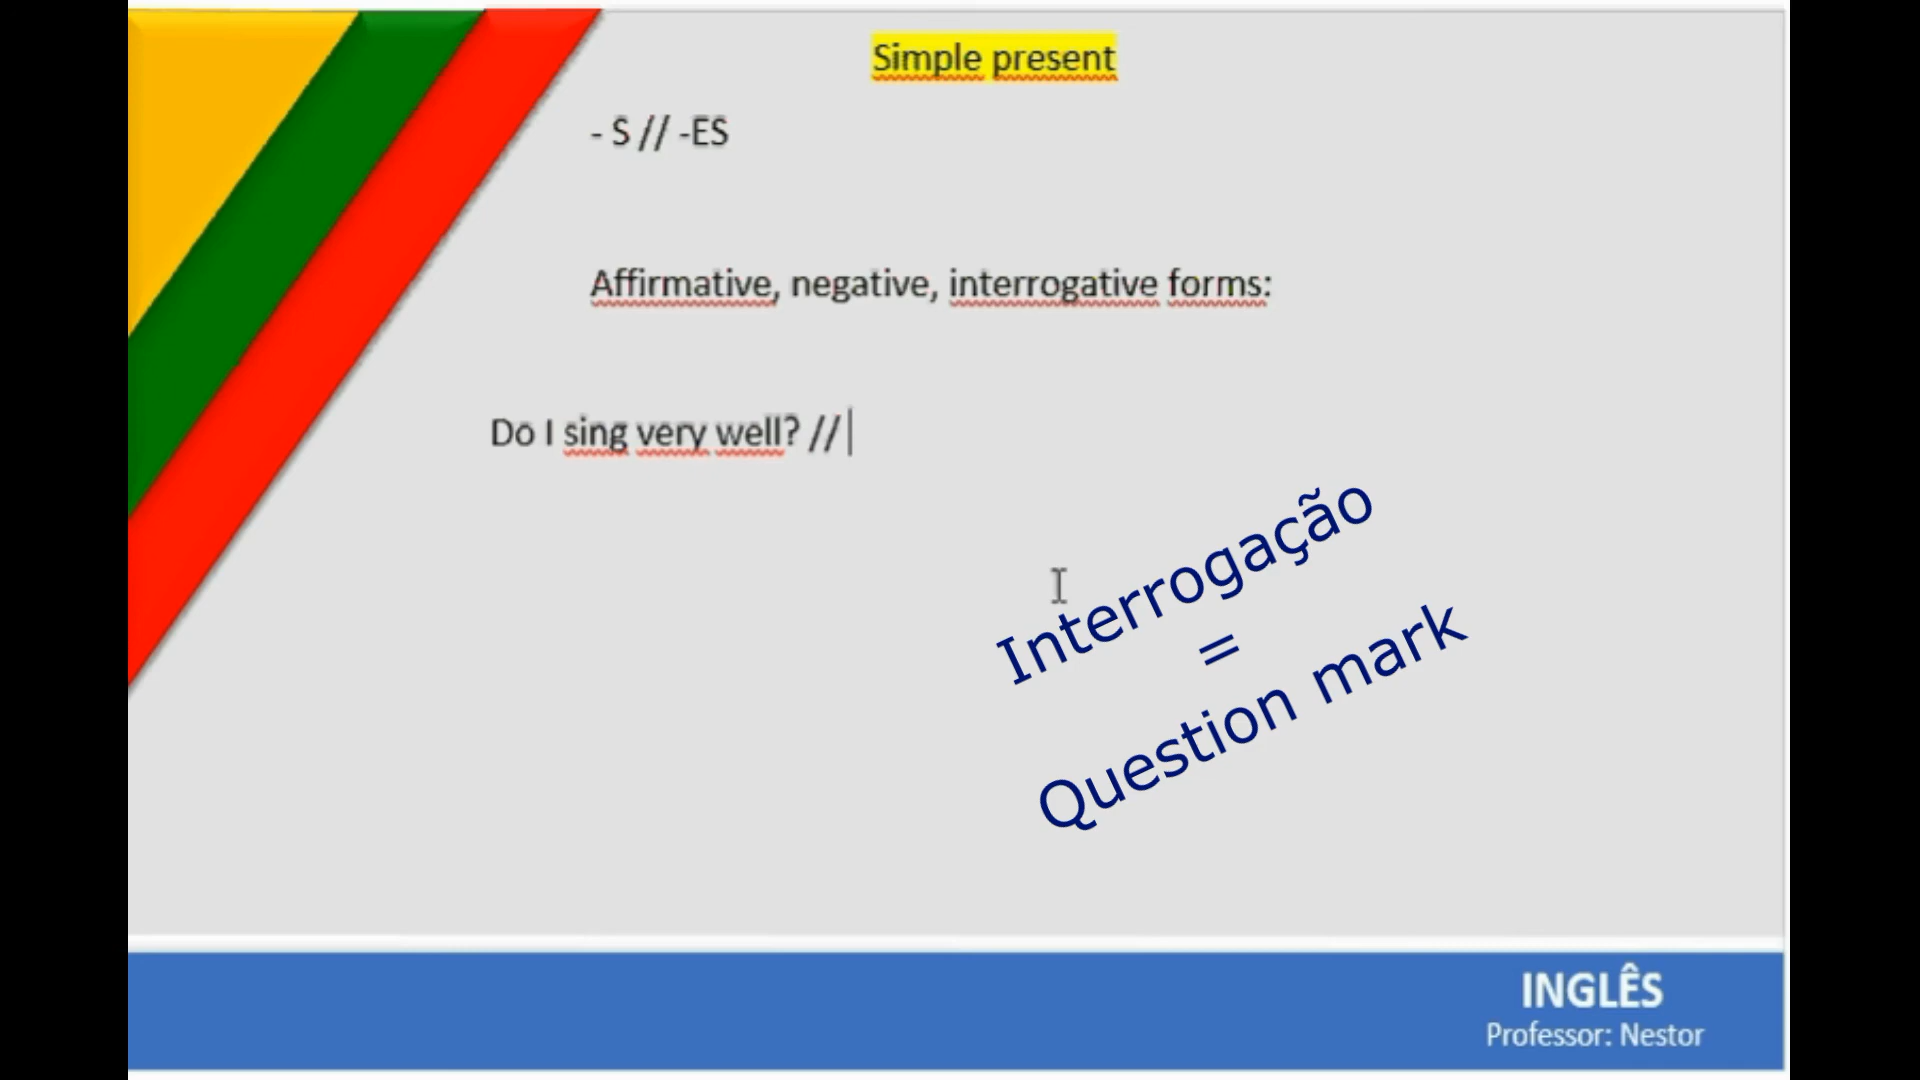 Simple present
- S // -ES
Affirmative, negative, interrogative forms:
Do I sing very well? //
Interrogação
=
Question mark
INGLÊS
Professor: Nestor